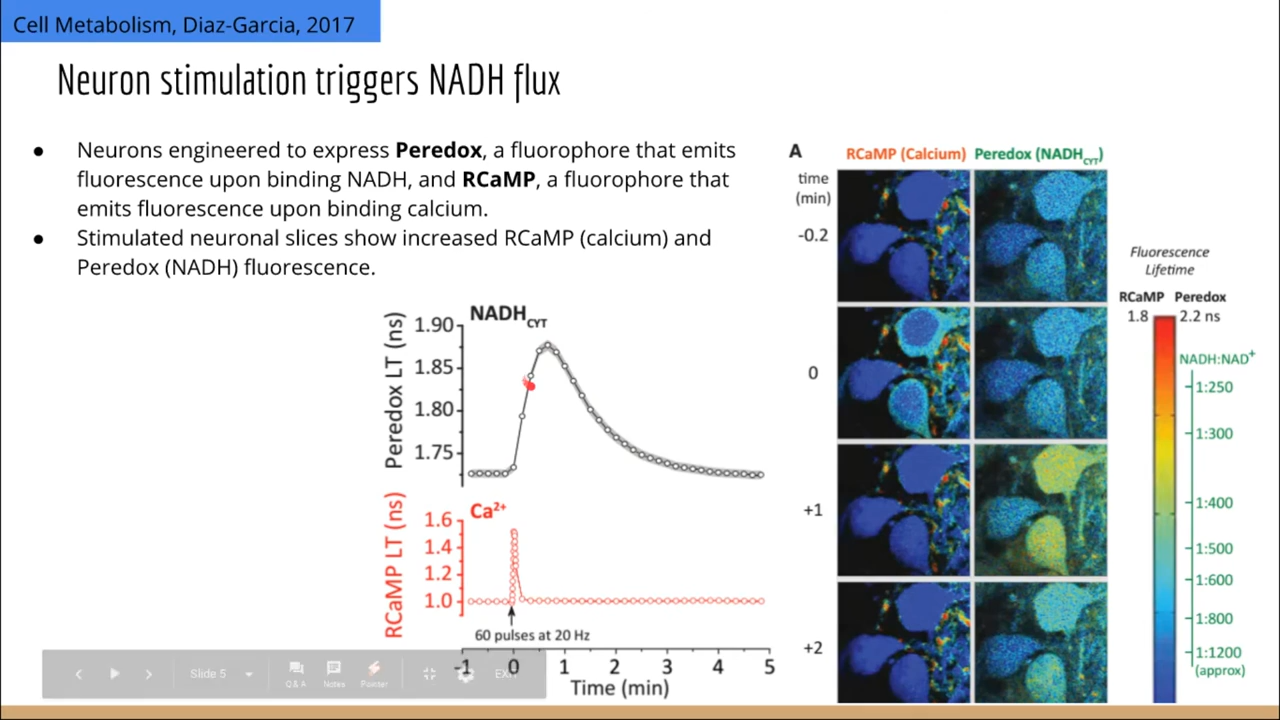 Cell Metabolism, Diaz-Garcia, 2017
Neuron stimulation triggers NADH flux
● Neurons engineered to express Peredox, a fluorophore that emits
fluorescence upon binding NADH, and RCaMP, a fluorophore that
emits fluorescence upon binding calcium.
● Stimulated neuronal slices show increased RCaMP (calcium) and
Peredox (NADH) fluorescence.
NADHCYT
Peredox LT (ns)
1.90
1.85
1.80
1.75
Ca²⁺
RCaMP LT (ns)
1.6
1.4
1.2
1.0
60 pulses at 20 Hz
-1 0 1 2 3 4 5
Time (min)
A
RCaMP (Calcium) Peredox (NADHCYT)
time
(min)
-0.2
0
+1
+2
Fluorescence
Lifetime
RCaMP Peredox
1.8 2.2 ns
NADH:NAD⁺
1:250
1:300
1:400
1:500
1:600
1:800
1:1200
(approx)
Slide 5
Q & A
Notes
Pointer